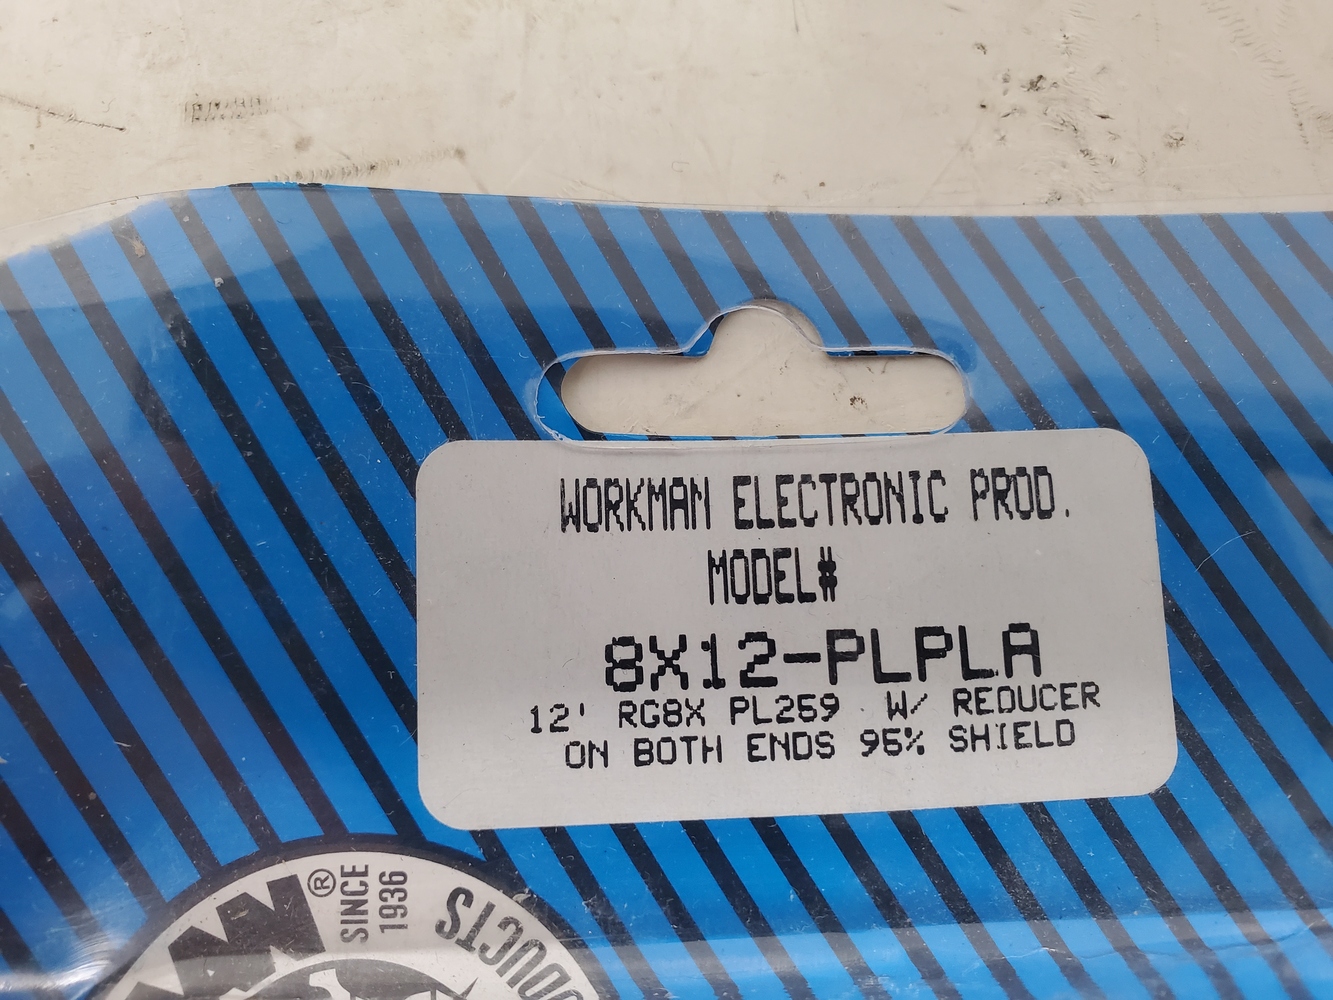 WORKMAN ELECTRONIC PROD.
MODEL#
8X12-PLPLA
12' RG8X PL259 W/ REDUCER
ON BOTH ENDS 95% SHIELD
® SINCE
1936